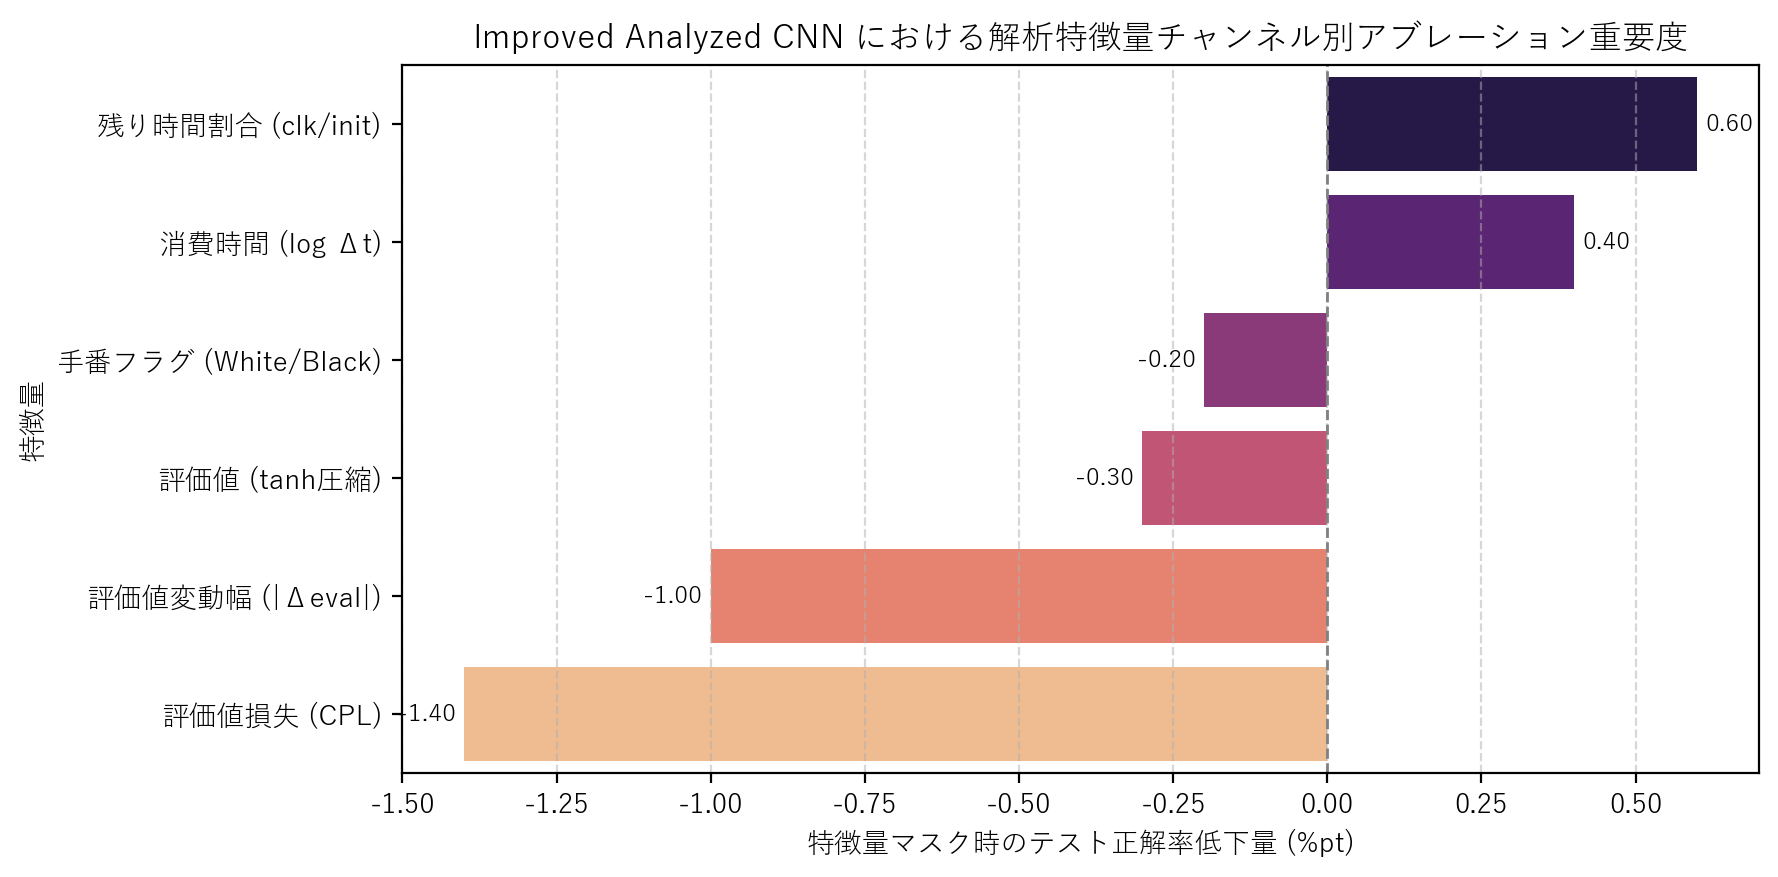 Improved Analyzed CNN における解析特徴量チャンネル別アブレーション重要度
特徴量
残り時間割合 (clk/init)
0.60
消費時間 (log Δt)
0.40
手番フラグ (White/Black)
-0.20
評価値 (tanh圧縮)
-0.30
評価値変動幅 (|Δeval|)
-1.00
評価値損失 (CPL)
-1.40
-1.50 -1.25 -1.00 -0.75 -0.50 -0.25 0.00 0.25 0.50
特徴量マスク時のテスト正解率低下量 (%pt)